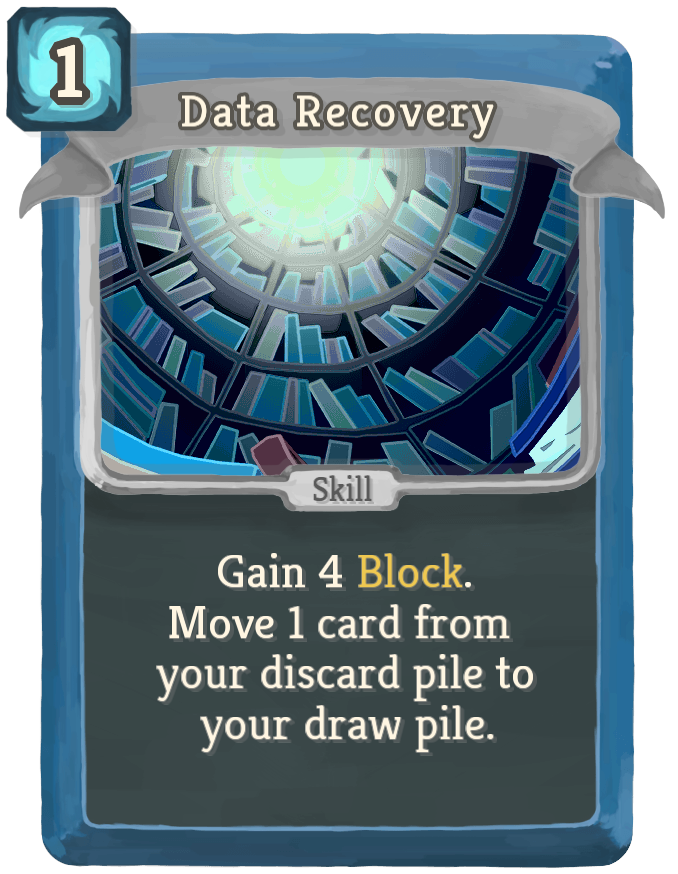 1
Data Recovery
Skill
Gain 4 Block.
Move 1 card from
your discard pile to
your draw pile.